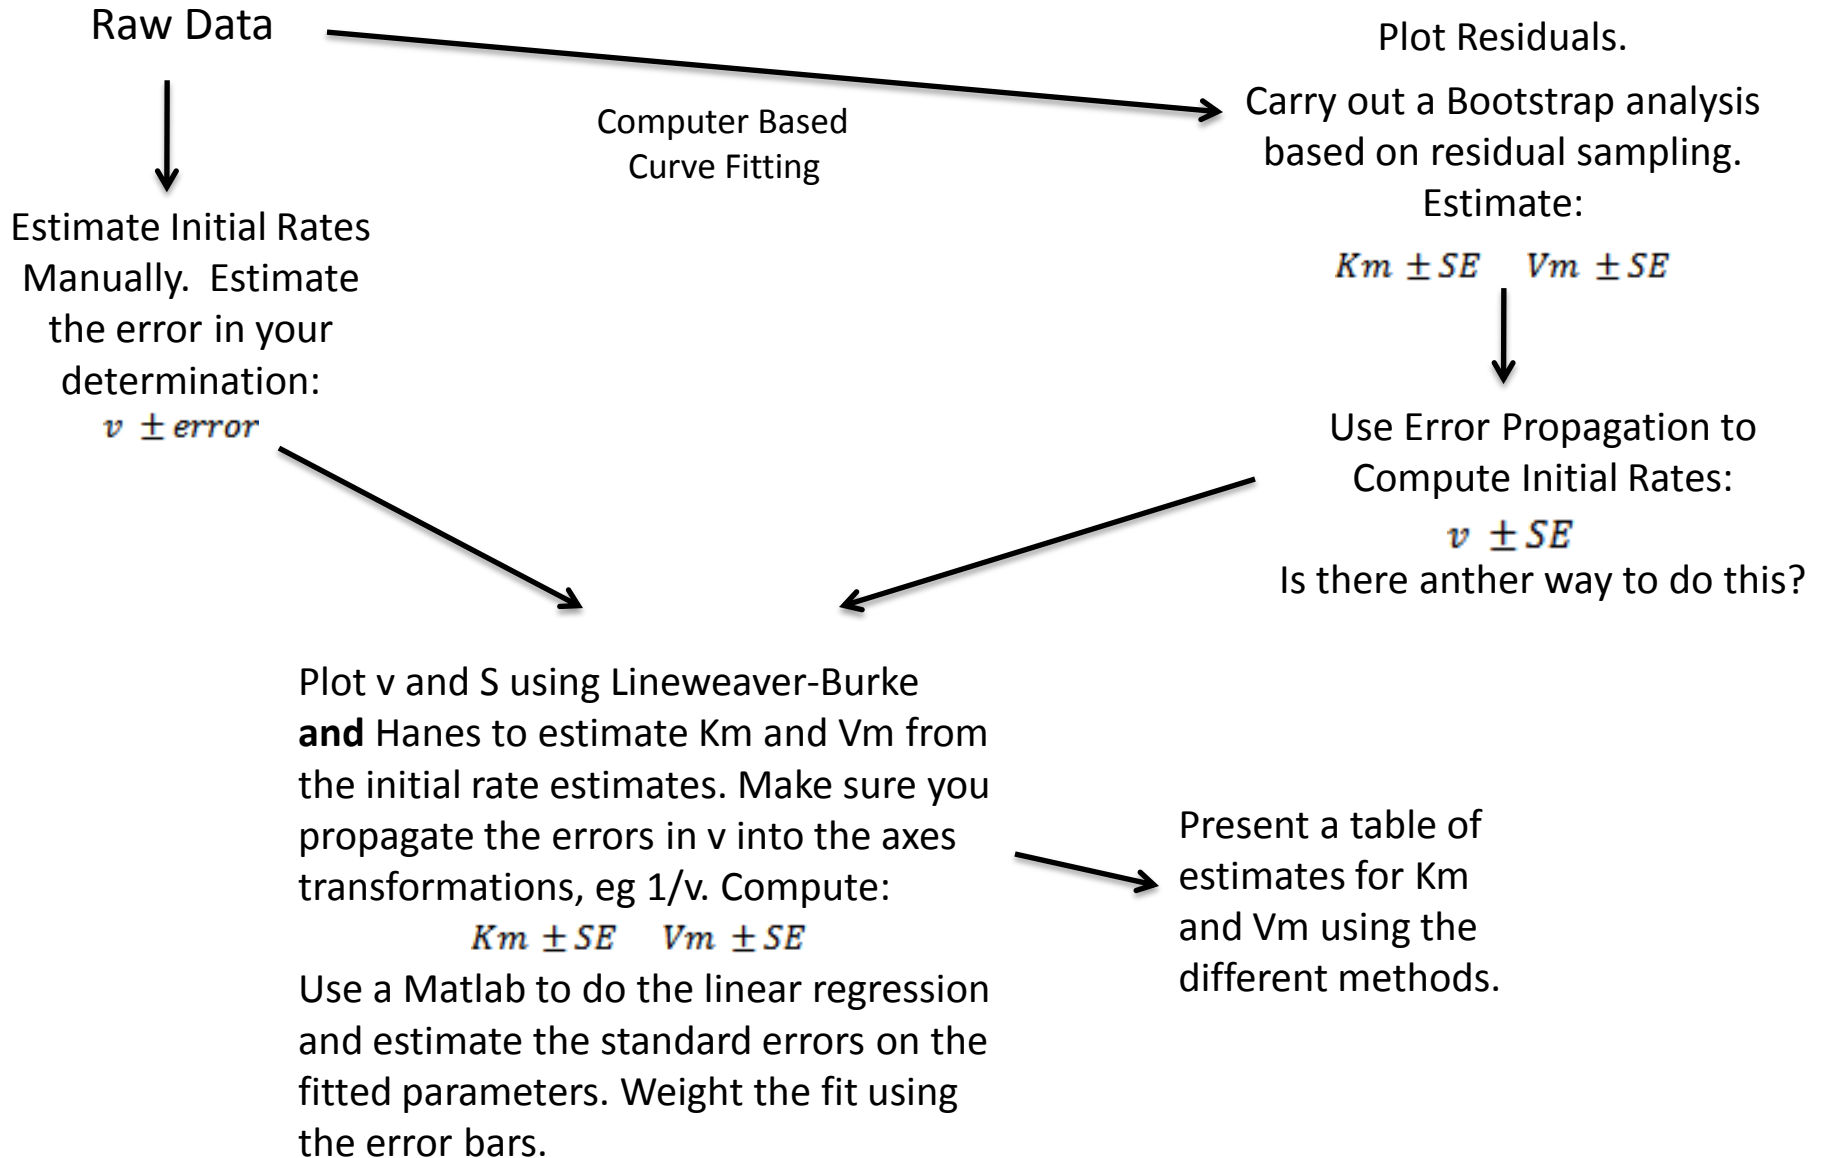 Raw Data
Computer Based
Curve Fitting
Plot Residuals.
Carry out a Bootstrap analysis
based on residual sampling.
Estimate:
Km ± SE Vm ± SE
Estimate Initial Rates
Manually. Estimate
the error in your
determination:
v ± error
Use Error Propagation to
Compute Initial Rates:
v ± SE
Is there anther way to do this?
Plot v and S using Lineweaver-Burke
and Hanes to estimate Km and Vm from
the initial rate estimates. Make sure you
propagate the errors in v into the axes
transformations, eg 1/v. Compute:
Km ± SE Vm ± SE
Use a Matlab to do the linear regression
and estimate the standard errors on the
fitted parameters. Weight the fit using
the error bars.
Present a table of
estimates for Km
and Vm using the
different methods.